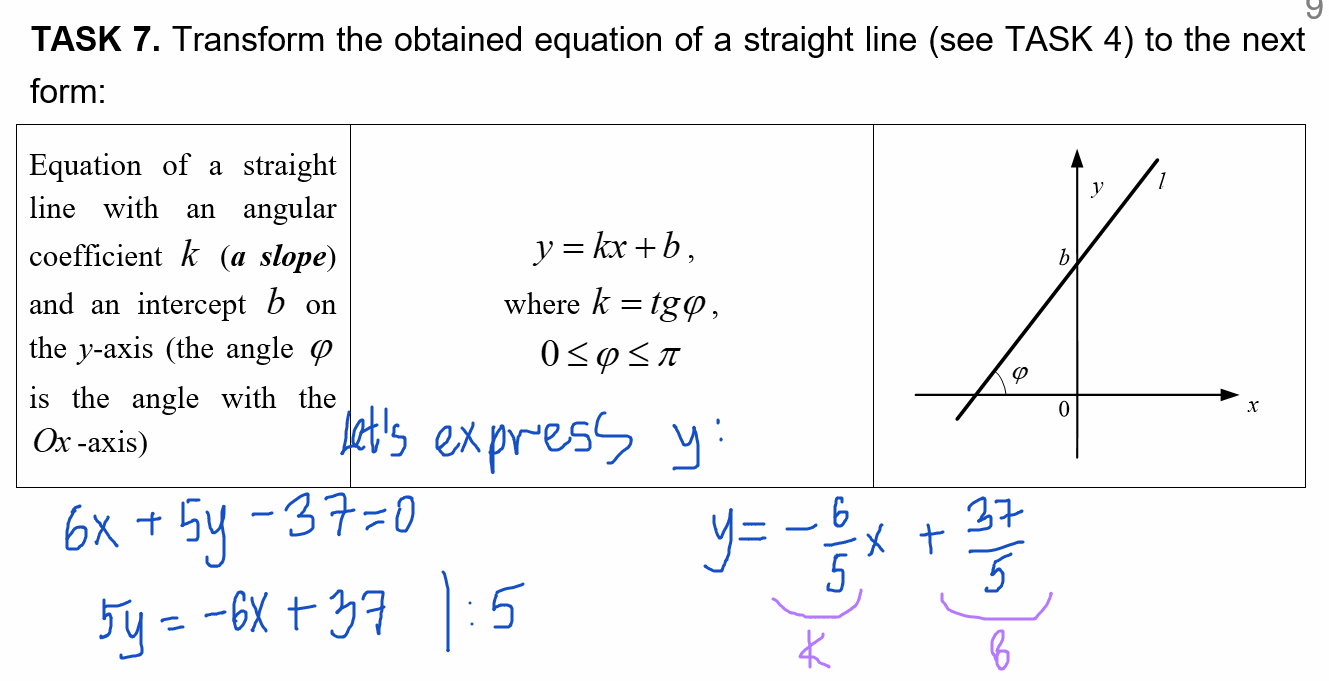 9
TASK 7. Transform the obtained equation of a straight line (see TASK 4) to the next
form:
Equation of a straight
line with an angular
coefficient k (a slope)
and an intercept b on
the y-axis (the angle φ
is the angle with the
Ox-axis)
y = kx + b,
where k = tgφ,
0 ≤ φ ≤ π
y
l
b
φ
0
x
Let's express y:
6x + 5y - 37 = 0
5y = -6x + 37 | : 5
y = - 6/5 x + 37/5
k
b